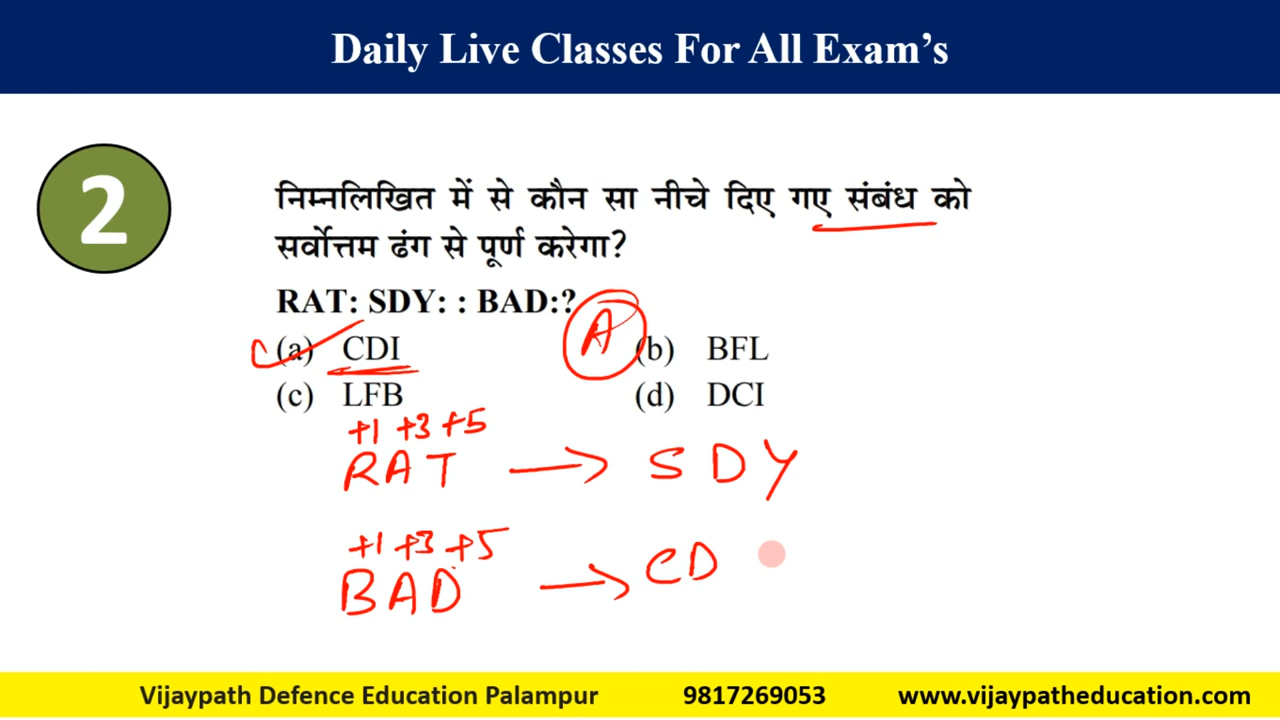 Daily Live Classes For All Exam's
2
निम्नलिखित में से कौन सा नीचे दिए गए संबंध को
सर्वोत्तम ढंग से पूर्ण करेगा?
RAT: SDY: : BAD:?
(a) CDI
A
(b) BFL
(c) LFB
(d) DCI
+1 +3 +5
RAT → SDY
+1 +3 +5
BAD → CD
Vijaypath Defence Education Palampur 9817269053 www.vijaypatheducation.com